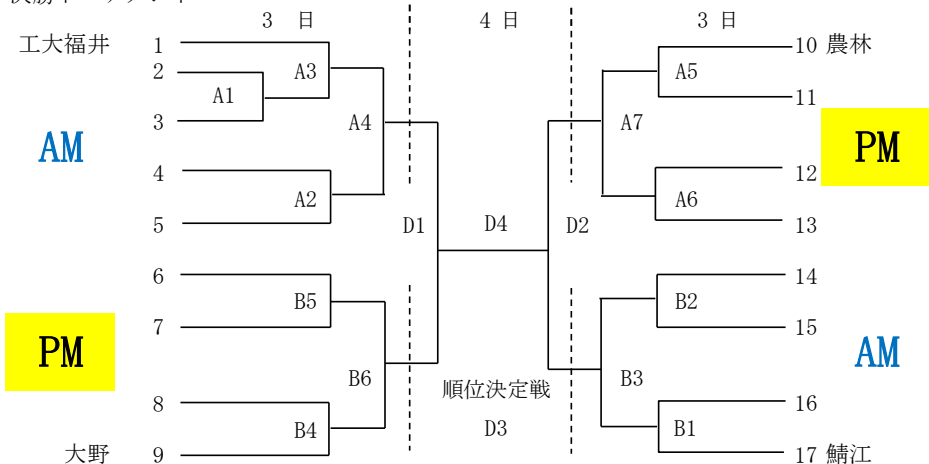 3 日 4 日 3 日
工大福井 1 10 農林
2 A3 A5
A1 11
3 A4 A7
AM PM
4 12
A2 A6
5 13
D1 D4 D2
6 14
B5 B2
7 15
PM AM
B6 B3
順位決定戦
8 16
B4 D3 B1
大野 9 17 鯖江